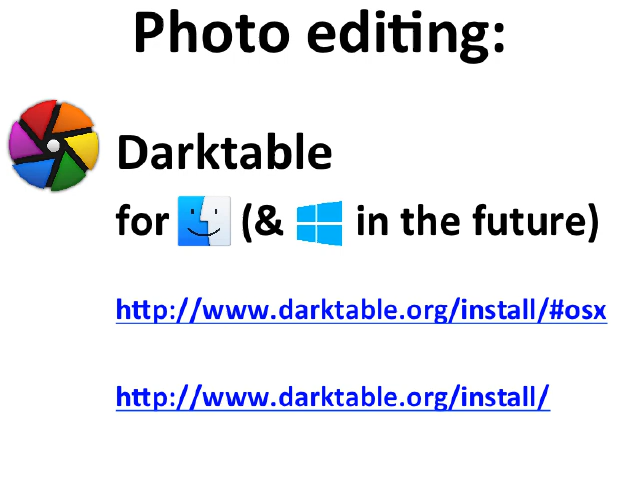 Photo editing:
Darktable
for (& in the future)
http://www.darktable.org/install/#osx
http://www.darktable.org/install/